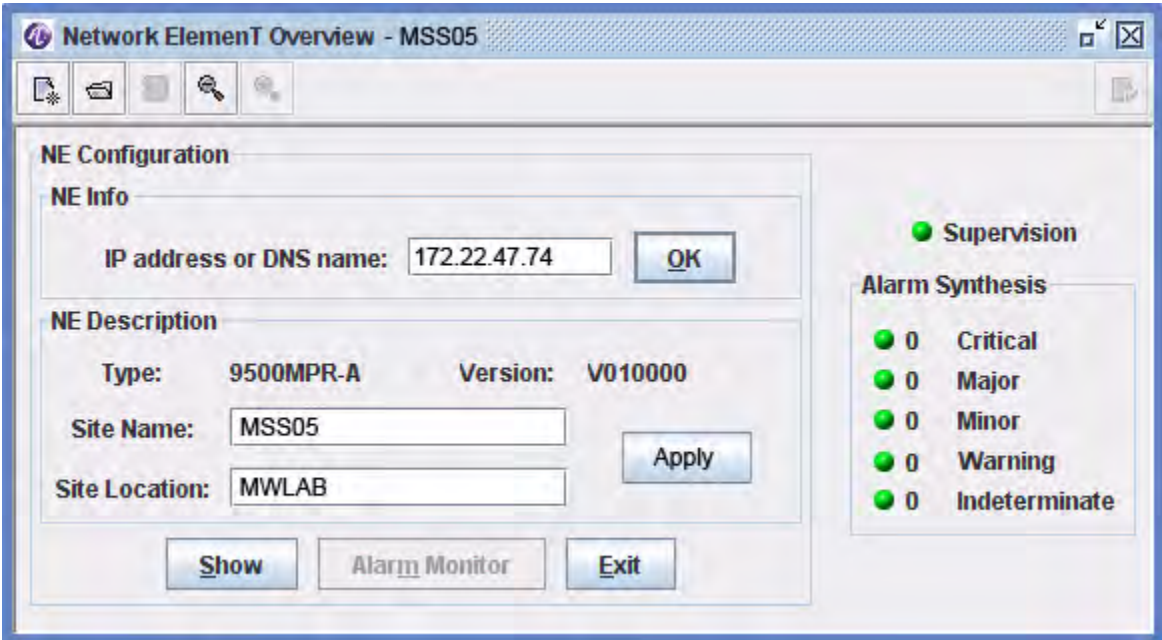 Network ElemenT Overview - MSS05
NE Configuration
NE Info
IP address or DNS name: 172.22.47.74 OK
Supervision
NE Description
Type: 9500MPR-A Version: V010000
Site Name: MSS05
Site Location: MWLAB
Apply
Alarm Synthesis
0 Critical
0 Major
0 Minor
0 Warning
0 Indeterminate
Show Alarm Monitor Exit